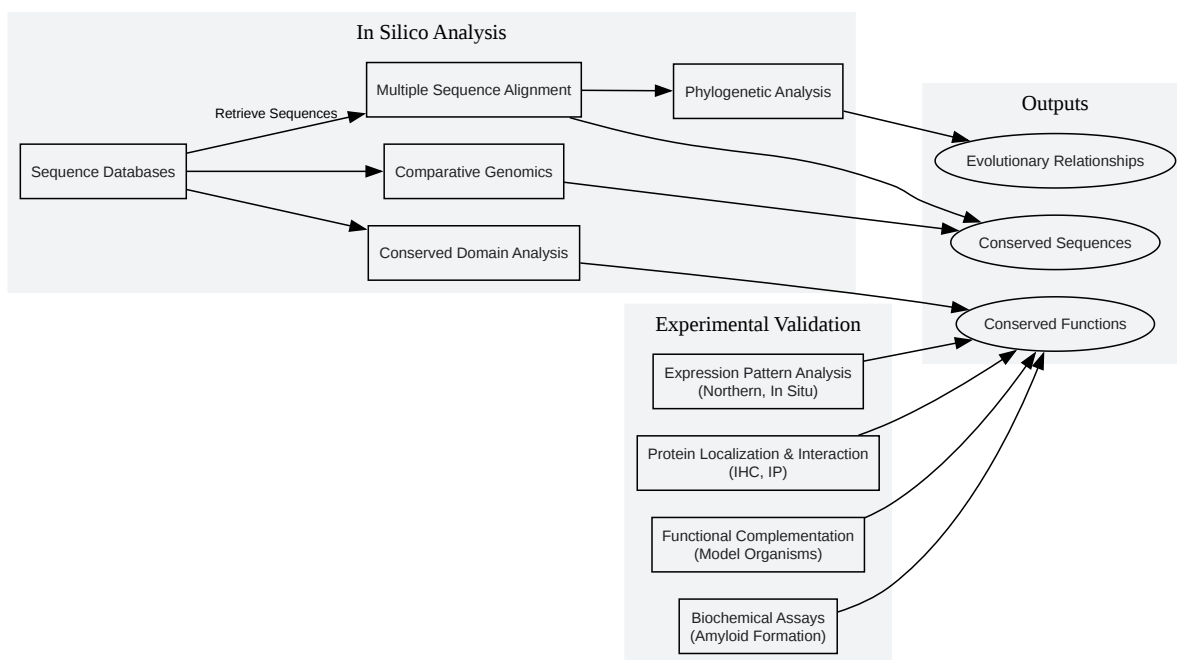 In Silico Analysis
Multiple Sequence Alignment
Phylogenetic Analysis
Retrieve Sequences
Sequence Databases
Comparative Genomics
Conserved Domain Analysis
Outputs
Evolutionary Relationships
Conserved Sequences
Conserved Functions
Experimental Validation
Expression Pattern Analysis
(Northern, In Situ)
Protein Localization & Interaction
(IHC, IP)
Functional Complementation
(Model Organisms)
Biochemical Assays
(Amyloid Formation)